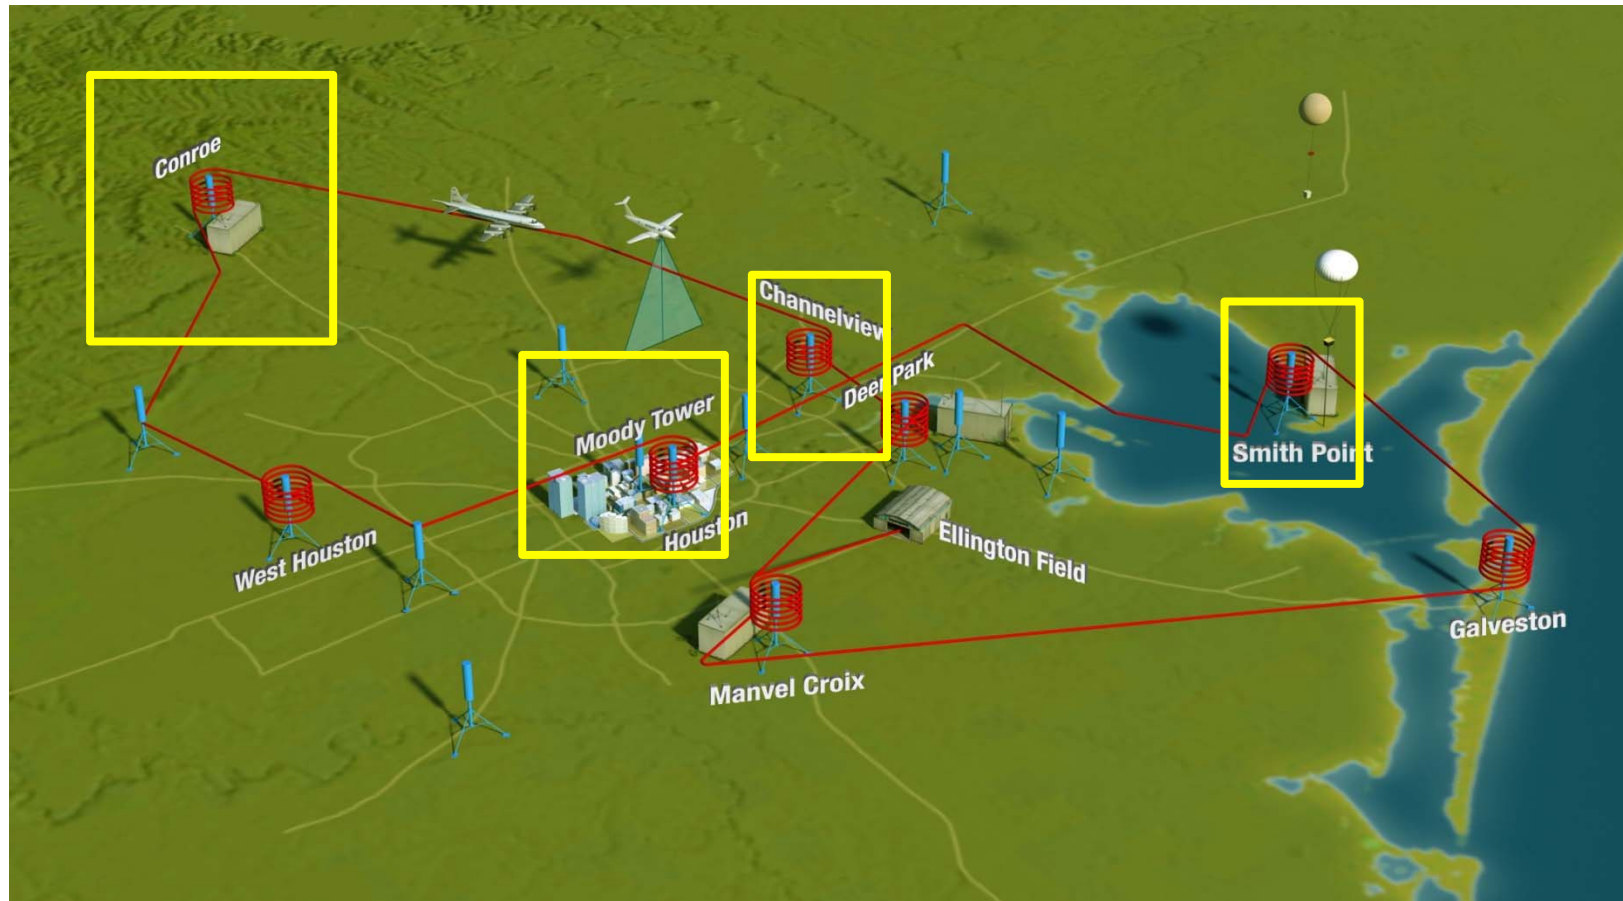 Conroe
Channelview
Deer Park
Moody Tower
Smith Point
Houston
West Houston
Ellington Field
Galveston
Manvel Croix